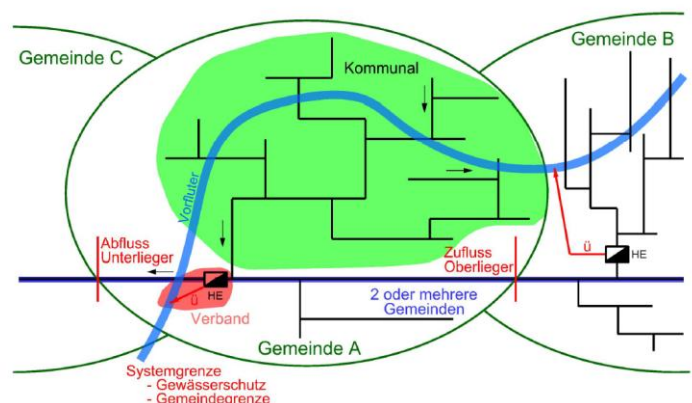 Gemeinde C
Kommunal
Gemeinde B
Vorfluter
Abfluss
Unterlieger
Zufluss
Oberlieger
ü
HE
ü
HE
2 oder mehrere
Gemeinden
Verband
Gemeinde A
Systemgrenze
- Gewässerschutz
- Gemeindegrenze